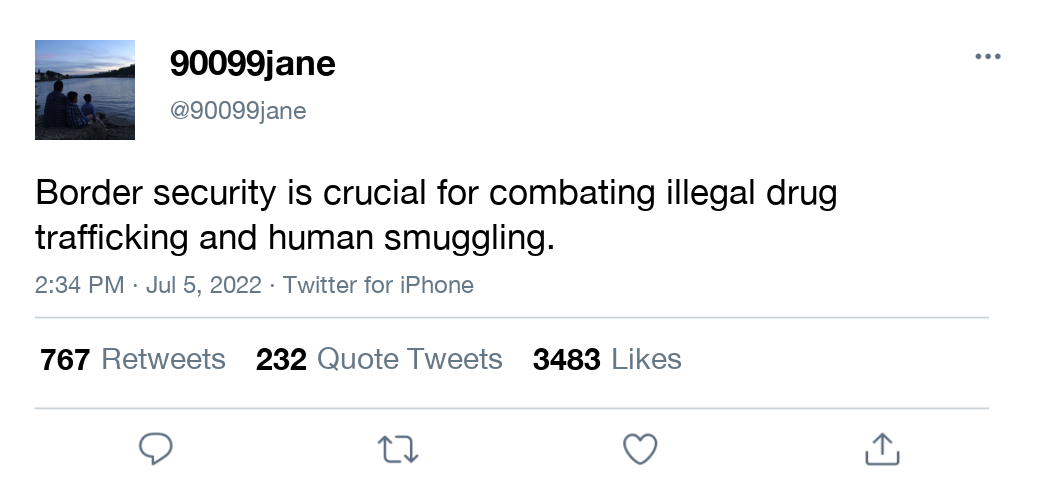 90099jane
@90099jane
Border security is crucial for combating illegal drug
trafficking and human smuggling.
2:34 PM · Jul 5, 2022 · Twitter for iPhone
767 Retweets 232 Quote Tweets 3483 Likes